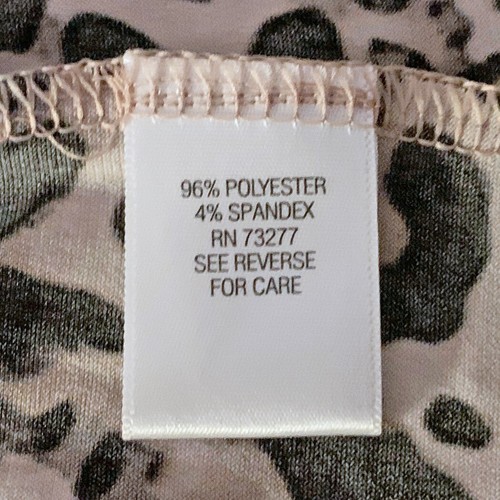 96% POLYESTER
4% SPANDEX
RN 73277
SEE REVERSE
FOR CARE